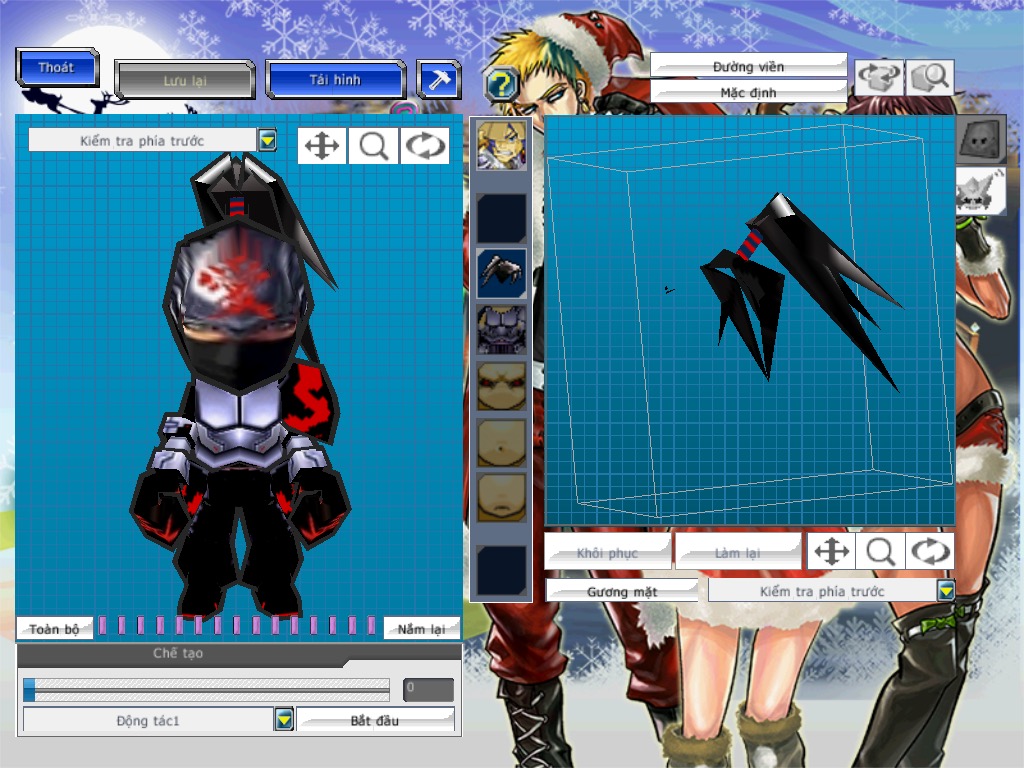 Thoát
Lưu lại
Tải hình
?
Đường viền
Mặc định
Kiểm tra phía trước
Khôi phục
Làm lại
Gương mặt
Kiểm tra phía trước
Toàn bộ
Nắm lại
Chế tạo
0
Động tác1
Bắt đầu